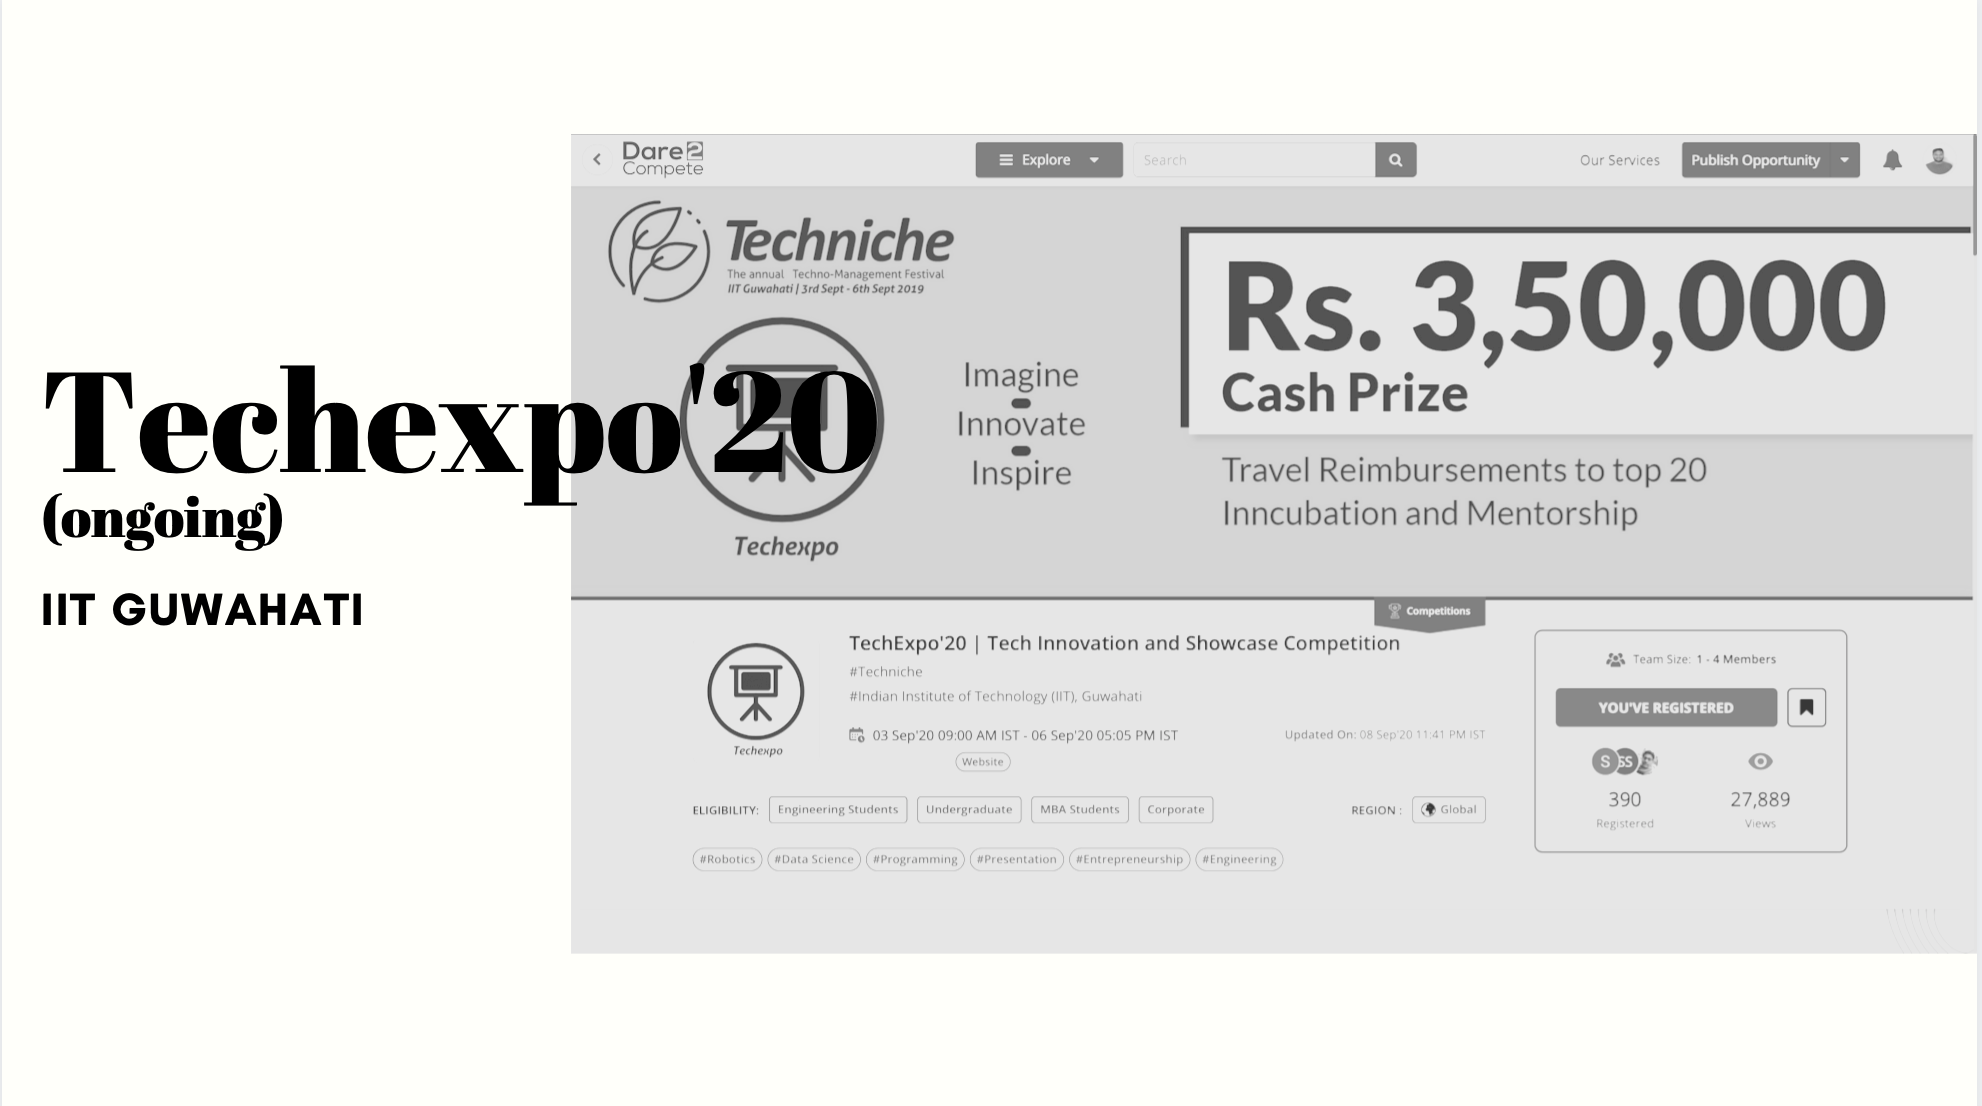 Techexpo'20
(ongoing)
IIT GUWAHATI
Dare2
Compete
Explore
Search
Our Services
Publish Opportunity
Techniche
The annual Techno-Management Festival
IIT Guwahati | 3rd Sept - 6th Sept 2019
Imagine
Innovate
Inspire
Techexpo
Rs. 3,50,000
Cash Prize
Travel Reimbursements to top 20
Inncubation and Mentorship
Competitions
Techexpo
TechExpo'20 | Tech Innovation and Showcase Competition
#Techniche
#Indian Institute of Technology (IIT), Guwahati
03 Sep'20 09:00 AM IST - 06 Sep'20 05:05 PM IST
Updated On: 08 Sep'20 11:41 PM IST
Website
ELIGIBILITY: Engineering Students Undergraduate MBA Students Corporate
REGION : Global
#Robotics #Data Science #Programming #Presentation #Entrepreneurship #Engineering
Team Size: 1 - 4 Members
YOU'VE REGISTERED
S SS
390 27,889
Registered Views